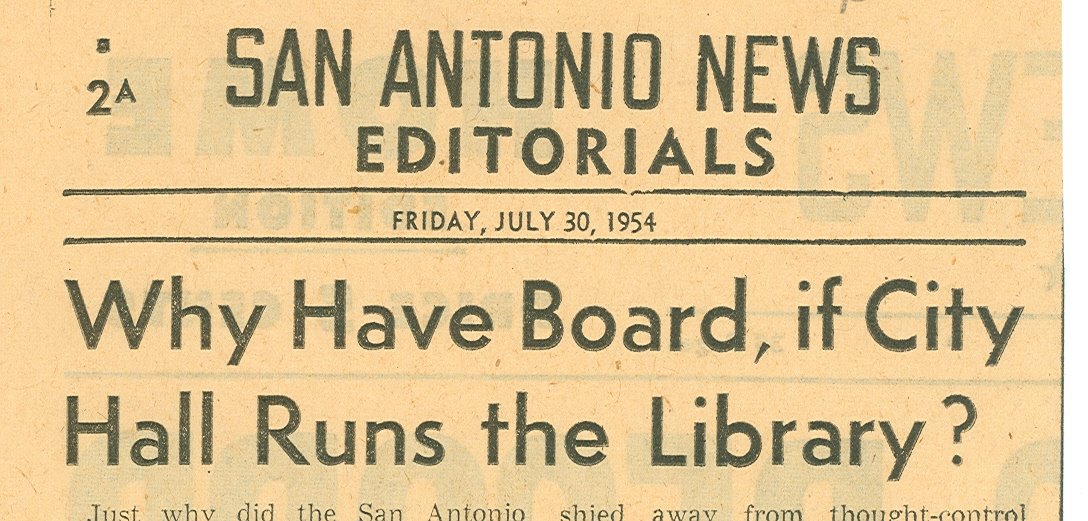 2A
SAN ANTONIO NEWS
EDITORIALS
FRIDAY, JULY 30, 1954
Why Have Board, if City
Hall Runs the Library?
Just why did the San Antonio
shied away from thought-control